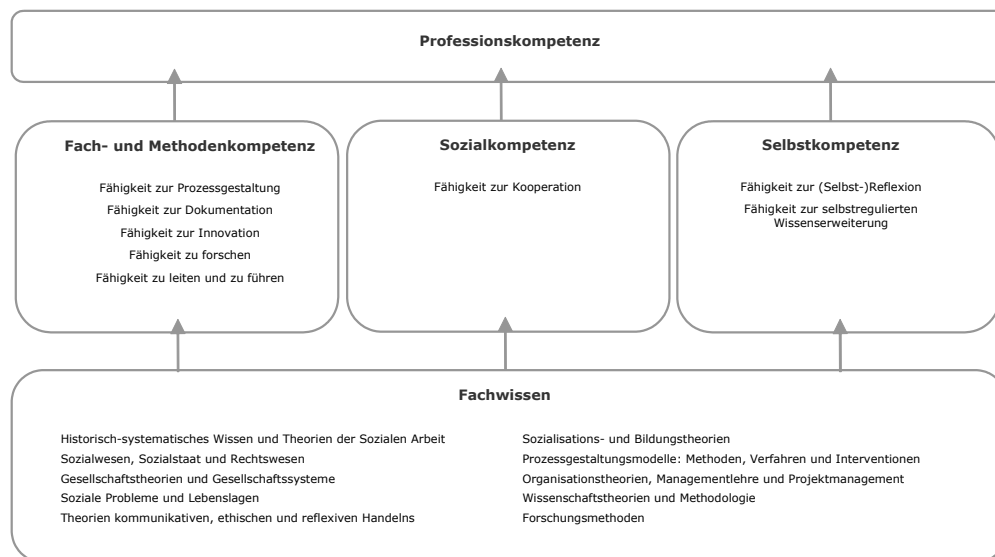 Professionskompetenz
Fach- und Methodenkompetenz
Fähigkeit zur Prozessgestaltung
Fähigkeit zur Dokumentation
Fähigkeit zur Innovation
Fähigkeit zu forschen
Fähigkeit zu leiten und zu führen
Sozialkompetenz
Fähigkeit zur Kooperation
Selbstkompetenz
Fähigkeit zur (Selbst-)Reflexion
Fähigkeit zur selbstregulierten
Wissenserweiterung
Fachwissen
Historisch-systematisches Wissen und Theorien der Sozialen Arbeit
Sozialwesen, Sozialstaat und Rechtswesen
Gesellschaftstheorien und Gesellschaftssysteme
Soziale Probleme und Lebenslagen
Theorien kommunikativen, ethischen und reflexiven Handelns
Sozialisations- und Bildungstheorien
Prozessgestaltungsmodelle: Methoden, Verfahren und Interventionen
Organisationstheorien, Managementlehre und Projektmanagement
Wissenschaftstheorien und Methodologie
Forschungsmethoden